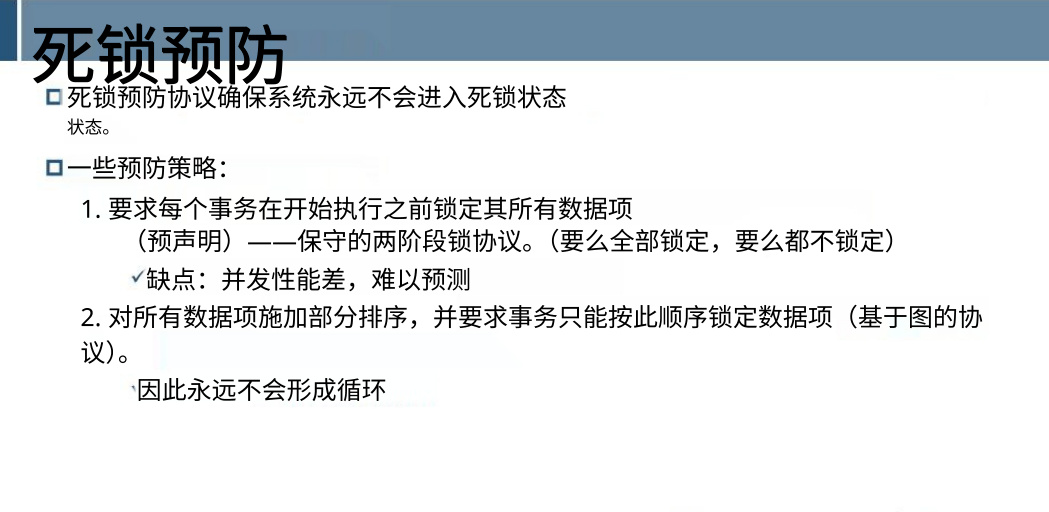 死锁预防
死锁预防协议确保系统永远不会进入死锁状态
状态。
一些预防策略：
1. 要求每个事务在开始执行之前锁定其所有数据项
（预声明）——保守的两阶段锁协议。（要么全部锁定，要么都不锁定）
缺点：并发性能差，难以预测
2. 对所有数据项施加部分排序，并要求事务只能按此顺序锁定数据项（基于图的协
议）。
因此永远不会形成循环